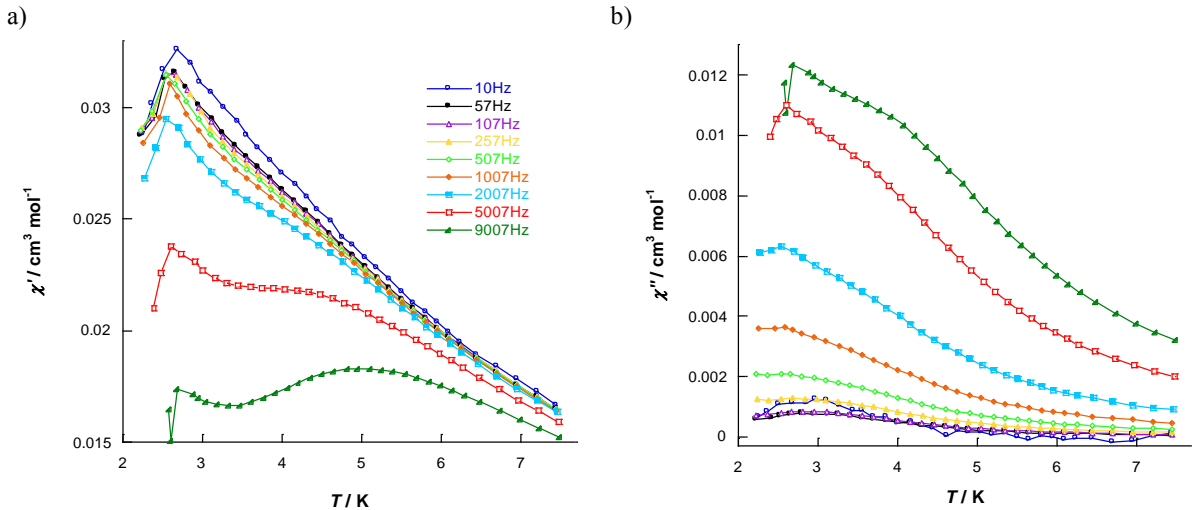 a)
b)
0.03
0.025
0.02
0.015
χ′ / cm³ mol⁻¹
10Hz
57Hz
107Hz
257Hz
507Hz
1007Hz
2007Hz
5007Hz
9007Hz
2 3 4 5 6 7
T / K
0.012
0.01
0.008
0.006
0.004
0.002
0
χ″ / cm³ mol⁻¹
2 3 4 5 6 7
T / K